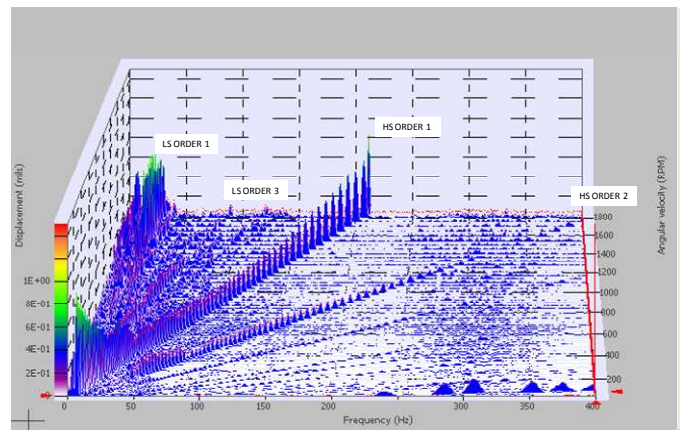 HS ORDER 1
LS ORDER 1
LS ORDER 3
HS ORDER 2
Displacement (mils)
1E+00
8E-01
6E-01
4E-01
2E-01
0
Angular velocity (RPM)
1800
1600
1400
1200
1000
800
600
400
200
0 50 100 150 200 250 300 350 400
Frequency (Hz)